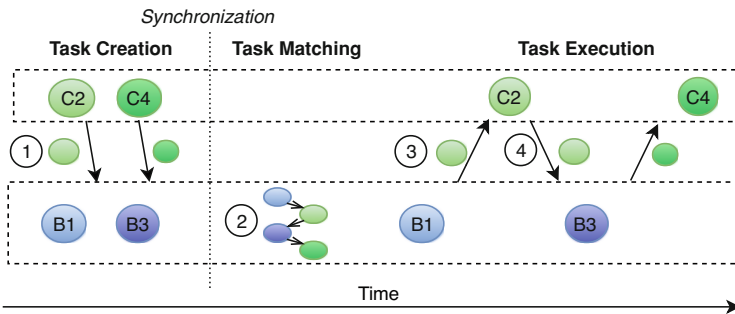 Synchronization
Task Creation Task Matching Task Execution
C2 C4 C2 C4
1 3 4
B1 B3 2 B1 B3
Time